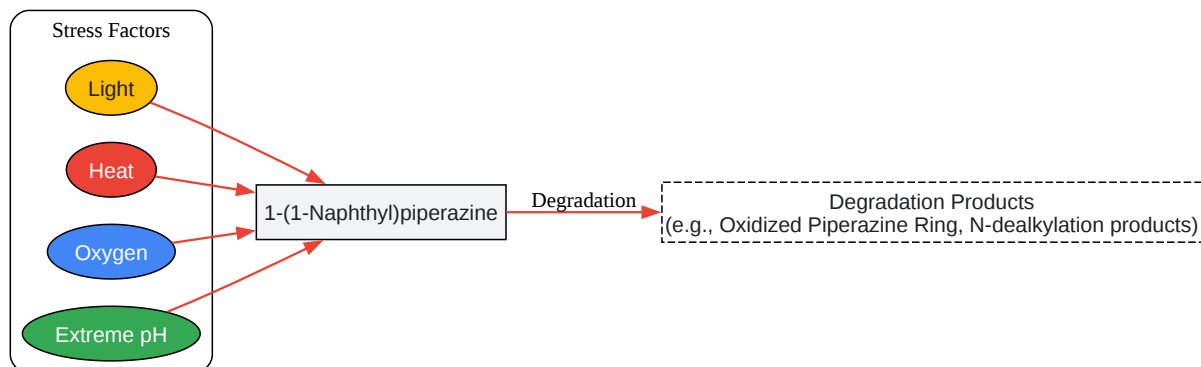 Stress Factors
Light
Heat
Oxygen
Extreme pH
1-(1-Naphthyl)piperazine
Degradation
Degradation Products
(e.g., Oxidized Piperazine Ring, N-dealkylation products)